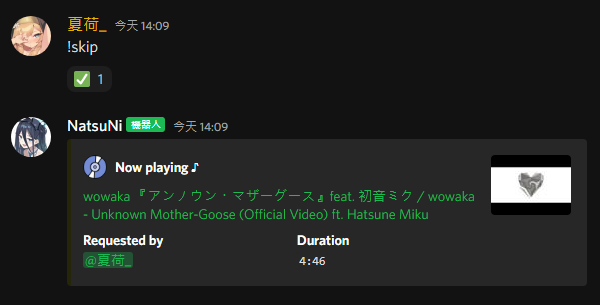 夏荷_ 今天 14:09
!skip
✅ 1
NatsuNi 機器人 今天 14:09
Now playing ♪
wowaka 『アンノウン・マザーグース』feat. 初音ミク / wowaka
- Unknown Mother-Goose (Official Video) ft. Hatsune Miku
Requested by Duration
@夏荷_ 4:46